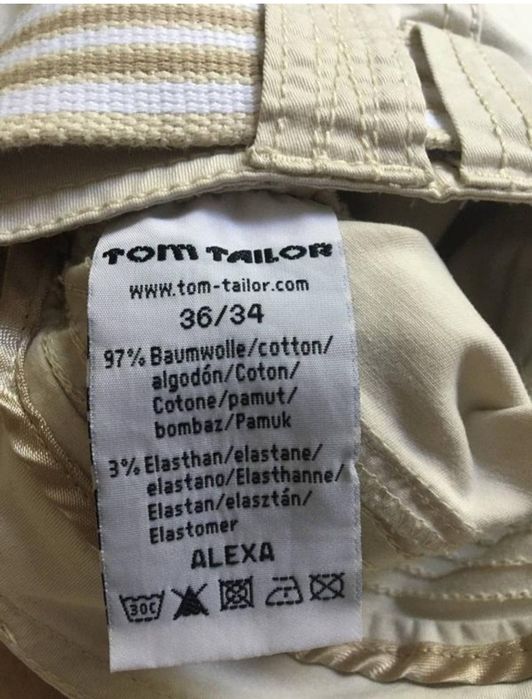 TOM TAILOR
www.tom-tailor.com
36/34
97% Baumwolle/cotton/
algodón/Coton/
Cotone/pamut/
bombaz/Pamuk
3% Elasthan/elastane/
elastano/Elasthanne/
Elastan/elasztán/
Elastomer
ALEXA
30C